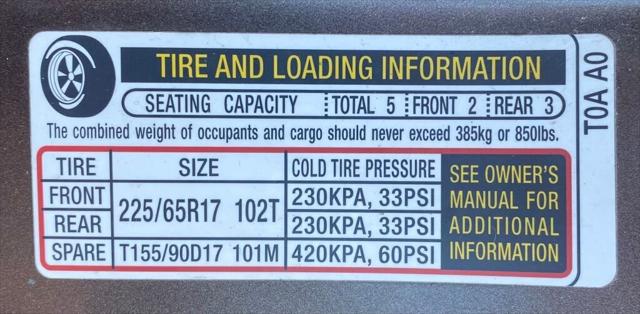 TIRE AND LOADING INFORMATION
SEATING CAPACITY TOTAL 5 FRONT 2 REAR 3
The combined weight of occupants and cargo should never exceed 385kg or 850lbs.
TIRE SIZE COLD TIRE PRESSURE
FRONT 225/65R17 102T 230KPA, 33PSI
REAR 230KPA, 33PSI
SPARE T155/90D17 101M 420KPA, 60PSI
SEE OWNER'S
MANUAL FOR
ADDITIONAL
INFORMATION
T0A A0